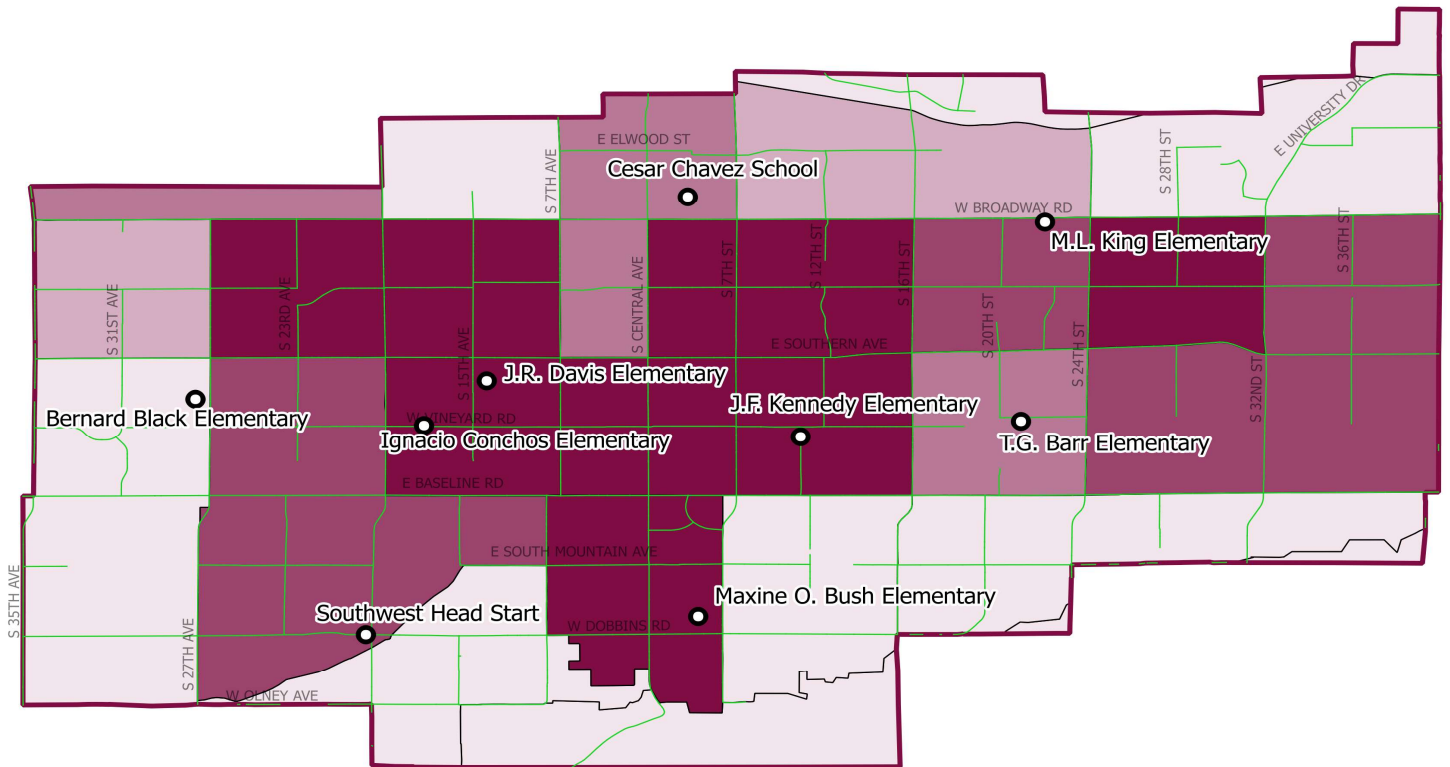 E UNIVERSITY DR
E ELWOOD ST
S 28TH ST
Cesar Chavez School
S 7TH AVE
W BROADWAY RD
M.L. King Elementary
S 36TH ST
S 31ST AVE
S 23RD AVE
S CENTRAL AVE
S 7TH ST
S 12TH ST
S 16TH ST
S 20TH ST
S 24TH ST
S 32ND ST
S 15TH AVE
E SOUTHERN AVE
J.R. Davis Elementary
J.F. Kennedy Elementary
Bernard Black Elementary
W VINEYARD RD
Ignacio Conchos Elementary
T.G. Barr Elementary
E BASELINE RD
E SOUTH MOUNTAIN AVE
S 35TH AVE
Southwest Head Start
Maxine O. Bush Elementary
W DOBBINS RD
S 27TH AVE
W OLNEY AVE